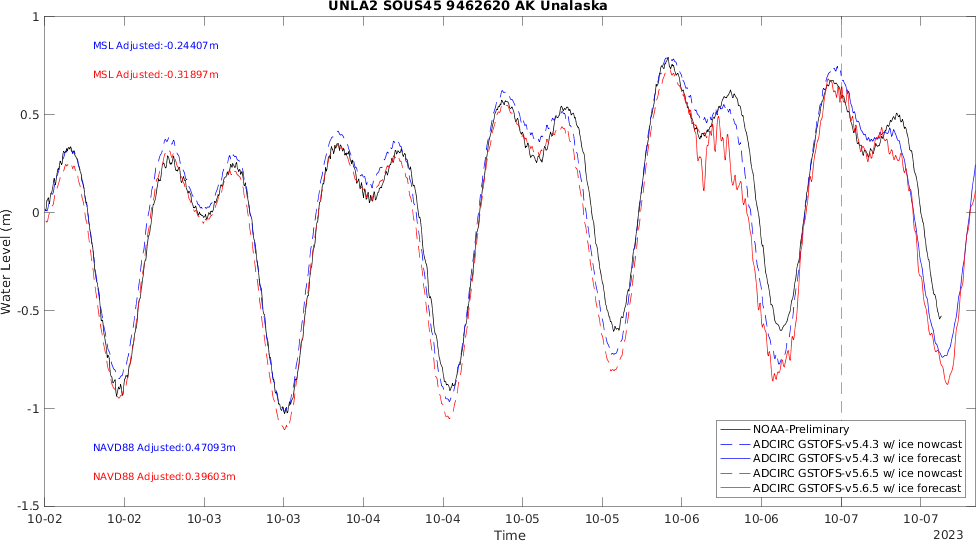 UNLA2 SOUS45 9462620 AK Unalaska
MSL Adjusted:-0.24407m
MSL Adjusted:-0.31897m
NAVD88 Adjusted:0.47093m
NAVD88 Adjusted:0.39603m
Water Level (m)
1
0.5
0
-0.5
-1
-1.5
NOAA-Preliminary
ADCIRC GSTOFS-v5.4.3 w/ ice nowcast
ADCIRC GSTOFS-v5.4.3 w/ ice forecast
ADCIRC GSTOFS-v5.6.5 w/ ice nowcast
ADCIRC GSTOFS-v5.6.5 w/ ice forecast
10-02 10-02 10-03 10-03 10-04 10-04 10-05 10-05 10-06 10-06 10-07 10-07
Time
2023